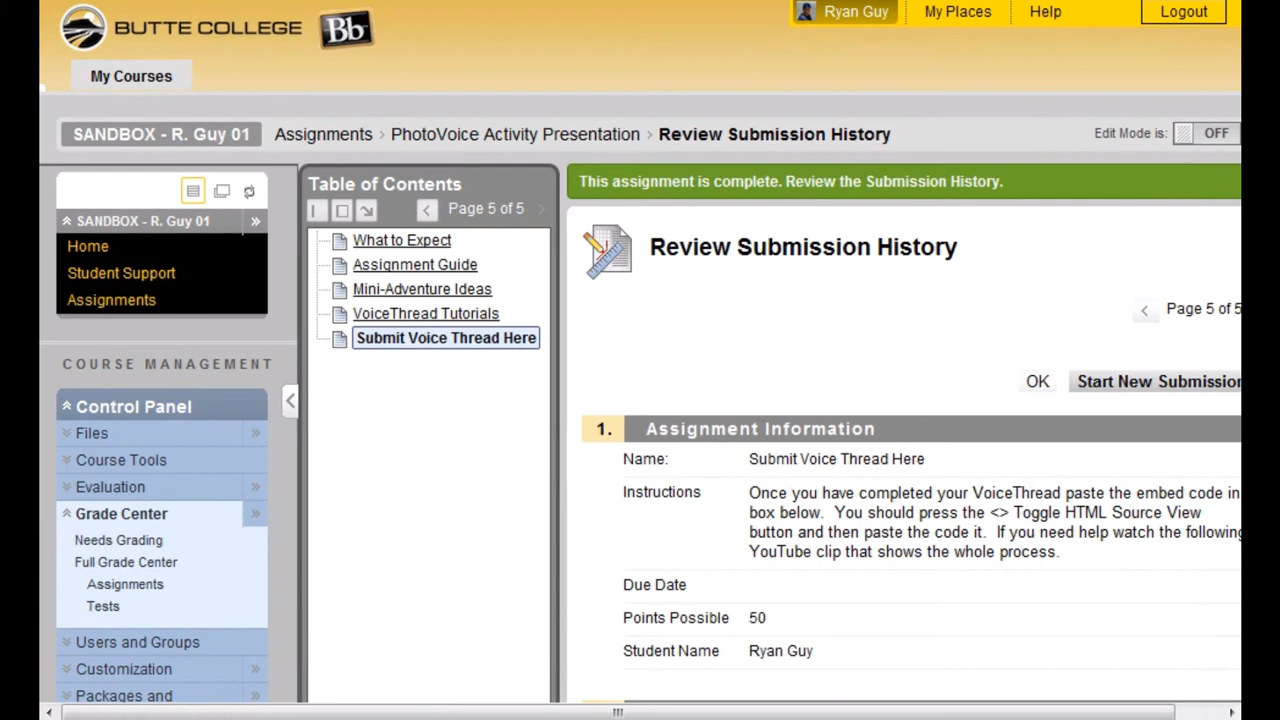 BUTTE COLLEGE Bb
Ryan Guy My Places Help Logout
My Courses
SANDBOX - R. Guy 01 Assignments > PhotoVoice Activity Presentation > Review Submission History Edit Mode is: OFF
SANDBOX - R. Guy 01
Home
Student Support
Assignments
COURSE MANAGEMENT
Control Panel
Files
Course Tools
Evaluation
Grade Center
Needs Grading
Full Grade Center
Assignments
Tests
Users and Groups
Customization
Packages and
Table of Contents
Page 5 of 5
What to Expect
Assignment Guide
Mini-Adventure Ideas
VoiceThread Tutorials
Submit Voice Thread Here
This assignment is complete. Review the Submission History.
Review Submission History
Page 5 of 5
OK Start New Submission
1. Assignment Information
Name: Submit Voice Thread Here
Instructions Once you have completed your VoiceThread paste the embed code in
box below. You should press the <> Toggle HTML Source View
button and then paste the code it. If you need help watch the following
YouTube clip that shows the whole process.
Due Date
Points Possible 50
Student Name Ryan Guy